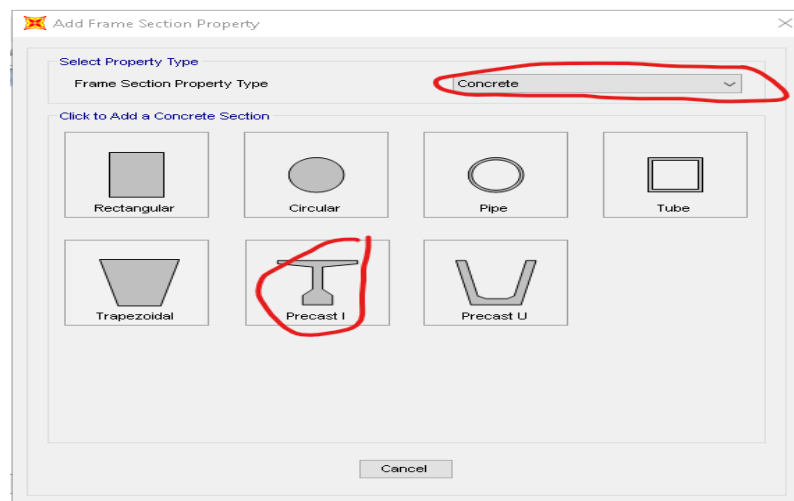 Add Frame Section Property
Select Property Type
Frame Section Property Type
Concrete
Click to Add a Concrete Section
Rectangular
Circular
Pipe
Tube
Trapezoidal
Precast I
Precast U
Cancel